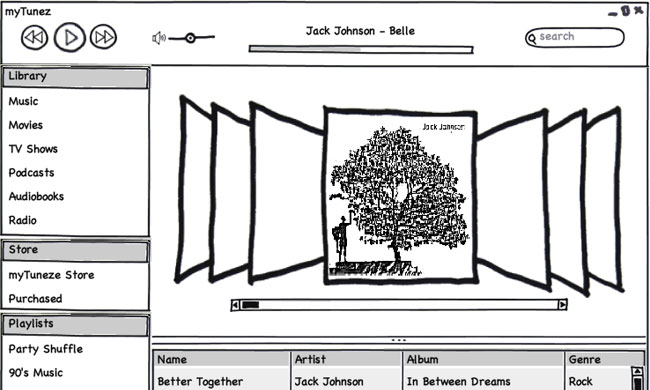 myTunez
Jack Johnson - Belle
search
Library
Music
Movies
TV Shows
Podcasts
Audiobooks
Radio
Store
myTuneze Store
Purchased
Playlists
Party Shuffle
90's Music
Jack Johnson
Name Artist Album Genre
Better Together Jack Johnson In Between Dreams Rock